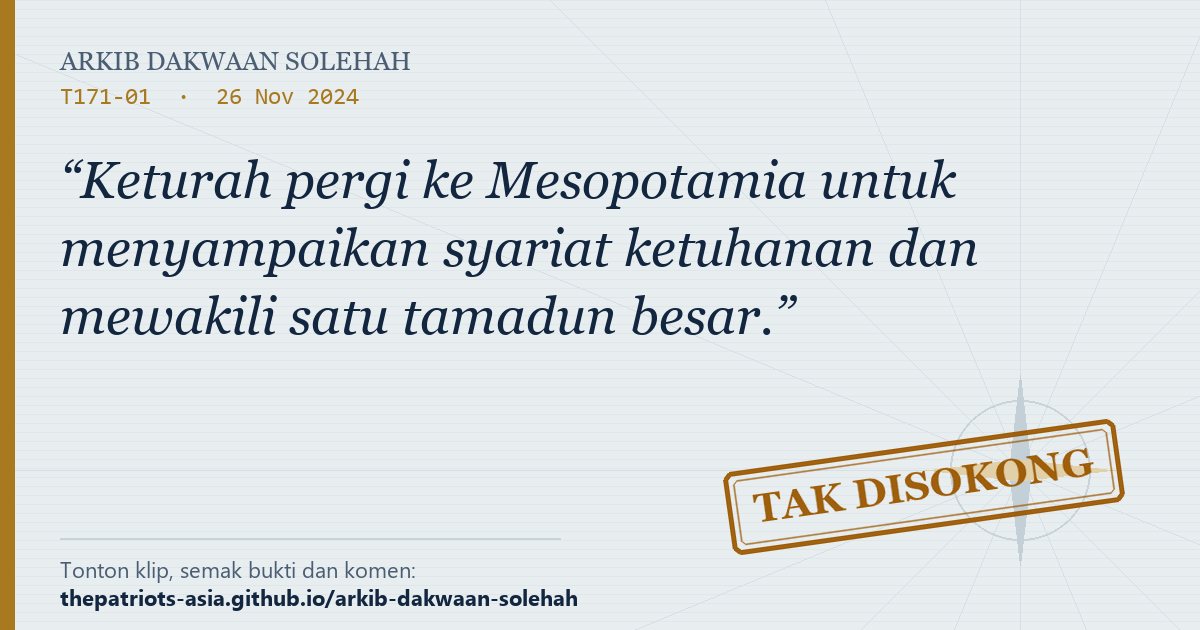 ARKIB DAKWAAN SOLEHAH
T171-01 · 26 Nov 2024
“Keturah pergi ke Mesopotamia untuk
menyampaikan syariat ketuhanan dan
mewakili satu tamadun besar.”
TAK DISOKONG
Tonton klip, semak bukti dan komen:
thepatriots-asia.github.io/arkib-dakwaan-solehah